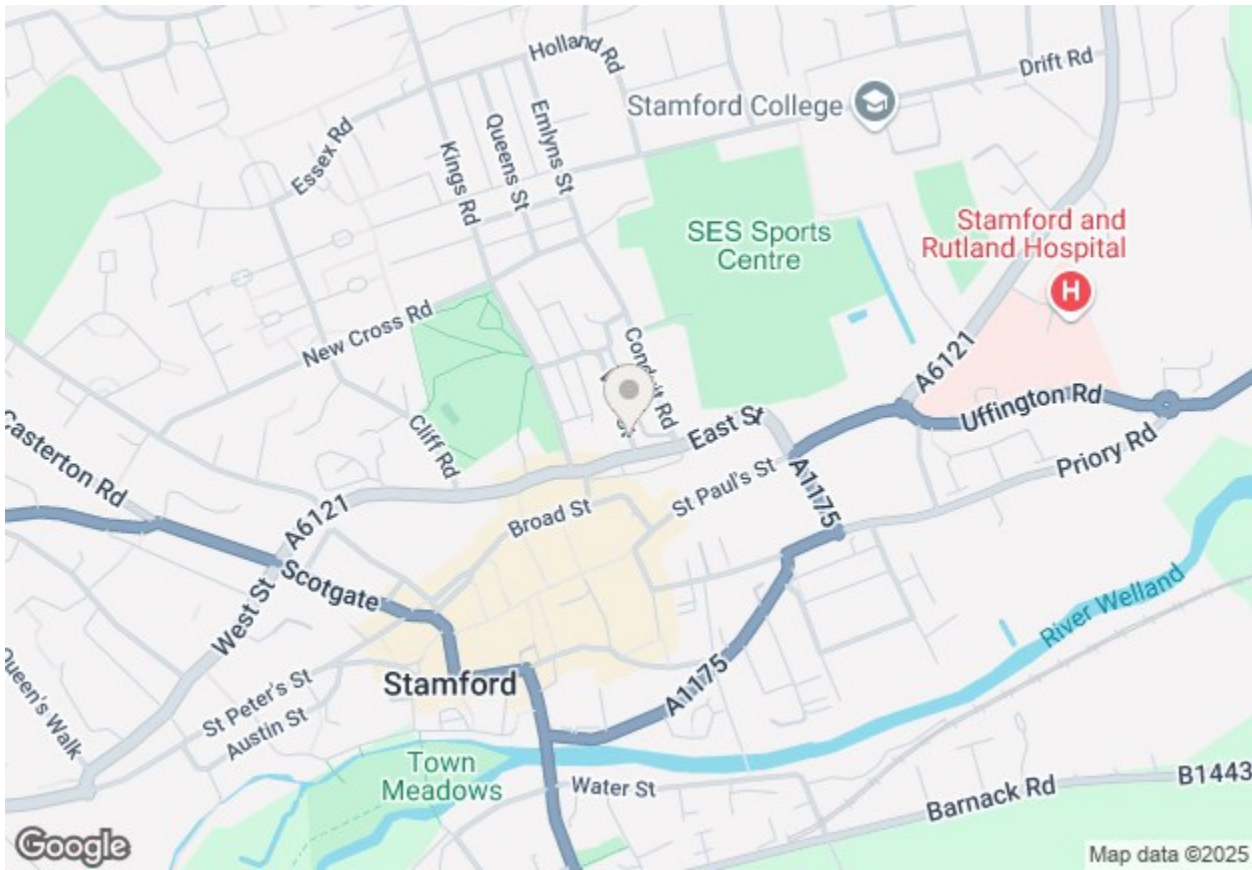 Holland Rd
Drift Rd
Stamford College
Essex Rd
Kings Rd
Queens St
Emlyns St
Stamford and
Rutland Hospital
H
SES Sports
Centre
New Cross Rd
Conduit Rd
A6121
Uffington Rd
Priory Rd
East St
Cliff Rd
Casterton Rd
A6121
Broad St
St Paul's St
A1175
Scotgate
West St
River Welland
Queen's Walk
St Peter's St
Austin St
Stamford
A1175
Town
Meadows
Water St
Barnack Rd
B1443
Google
Map data ©2025